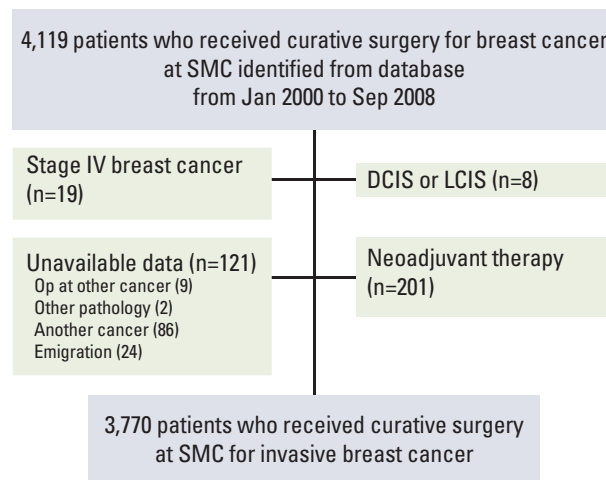 4,119 patients who received curative surgery for breast cancer
at SMC identified from database
from Jan 2000 to Sep 2008
Stage IV breast cancer
(n=19)
DCIS or LCIS (n=8)
Unavailable data (n=121)
Op at other cancer (9)
Other pathology (2)
Another cancer (86)
Emigration (24)
Neoadjuvant therapy
(n=201)
3,770 patients who received curative surgery
at SMC for invasive breast cancer